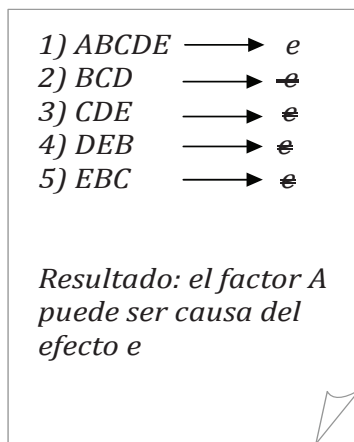 1) ABCDE ⟶ e
2) BCD ⟶ e̶
3) CDE ⟶ e̶
4) DEB ⟶ e̶
5) EBC ⟶ e̶
Resultado: el factor A
puede ser causa del
efecto e